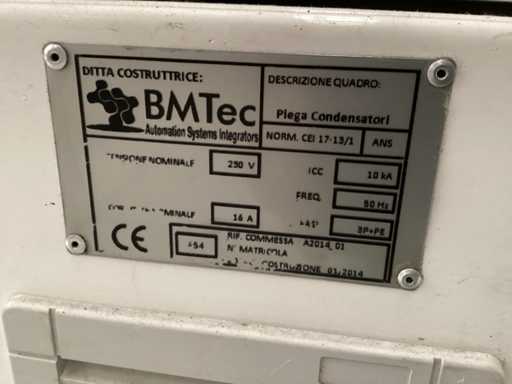 DITTA COSTRUTTRICE:
BMTec
Automation Systems Integrators
DESCRIZIONE QUADRO:
Piega Condensatori
NORM. CEI 17-13/1 ANS
NOMINALE 230 V
ICC 10 kA
FREQ. 50 Hz
16 A
3P+PE
CE
RIF. COMMESSA A2014_01
N° MATRICOLA
01/2014